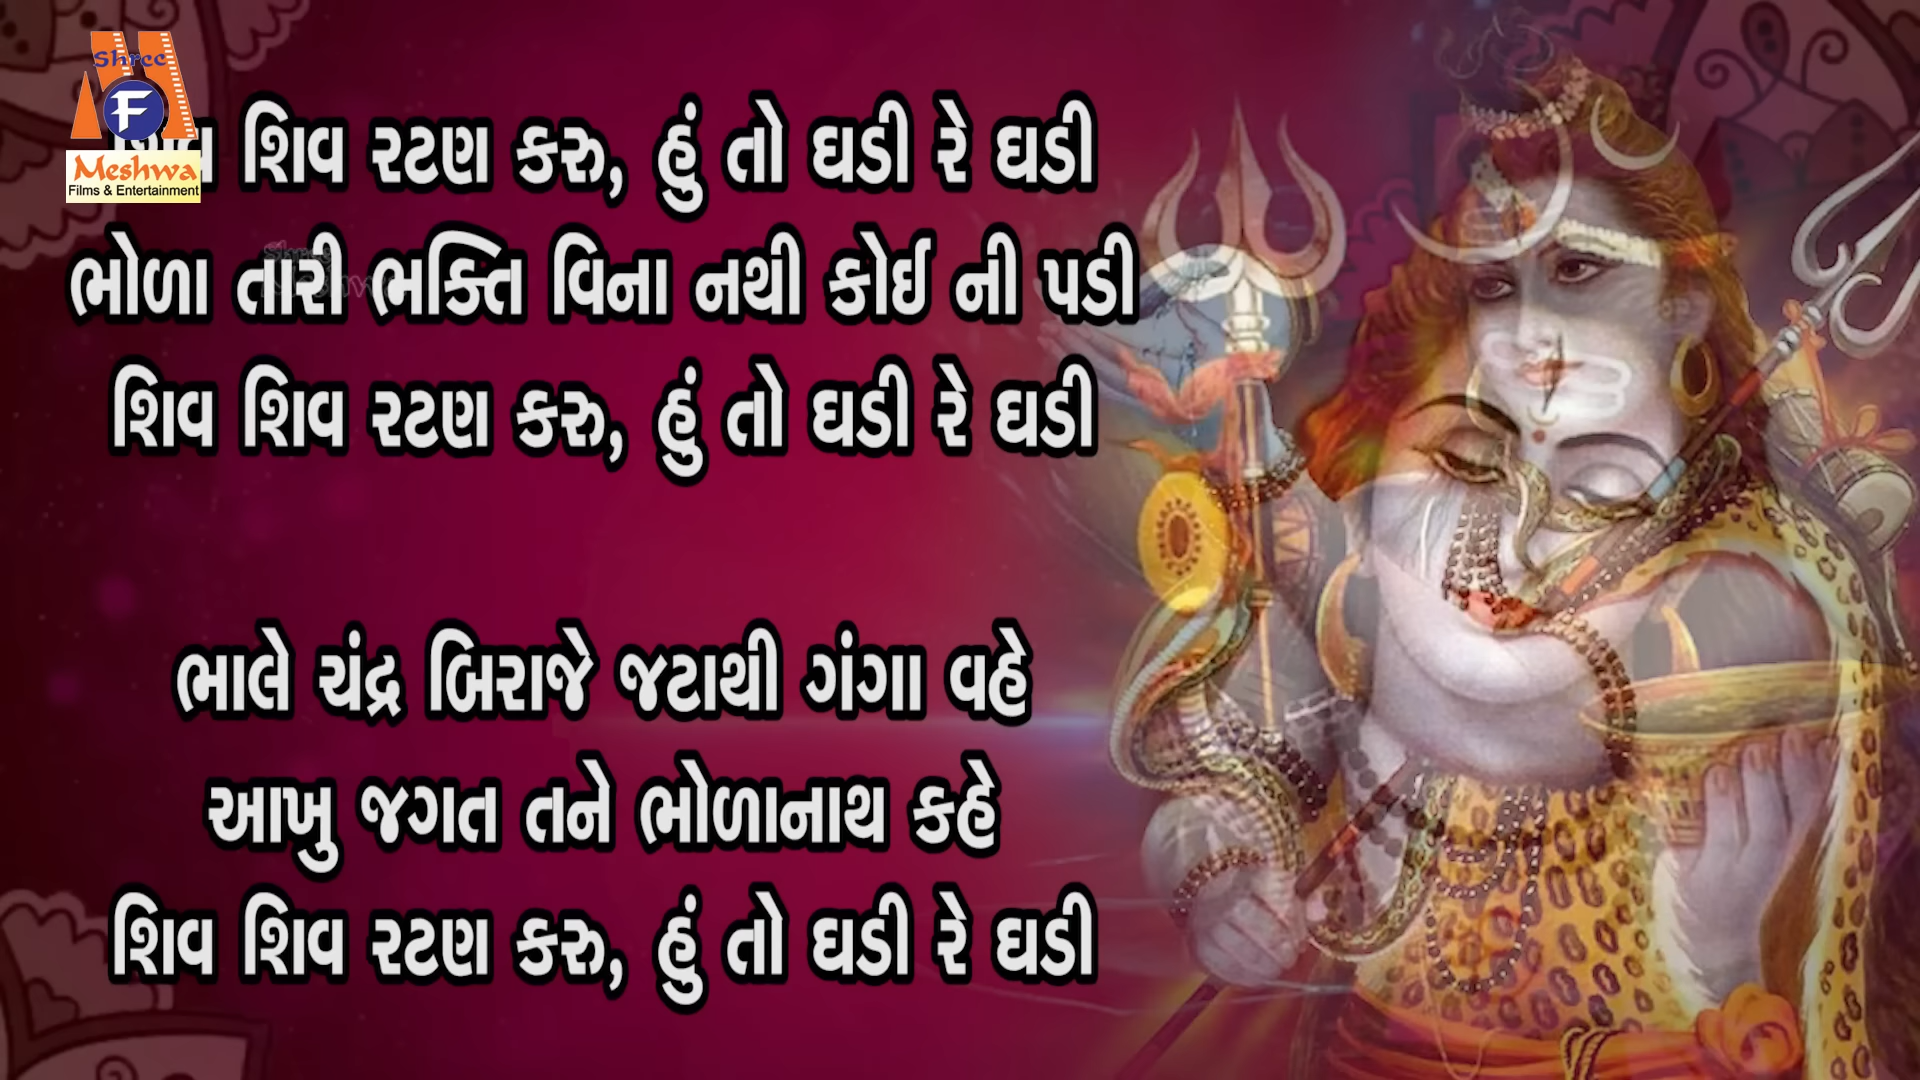 Shree
F
Meshwa
Films & Entertainment
શિવ રટણ કરુ, હું તો ઘડી રે ઘડી
ભોળા તારી ભક્તિ વિના નથી કોઈ ની પડી
શિવ શિવ રટણ કરુ, હું તો ઘડી રે ઘડી
ભાલે ચંદ્ર બિરાજે જટાથી ગંગા વહે
આખુ જગત તને ભોળાનાથ કહે
શિવ શિવ રટણ કરુ, હું તો ઘડી રે ઘડી